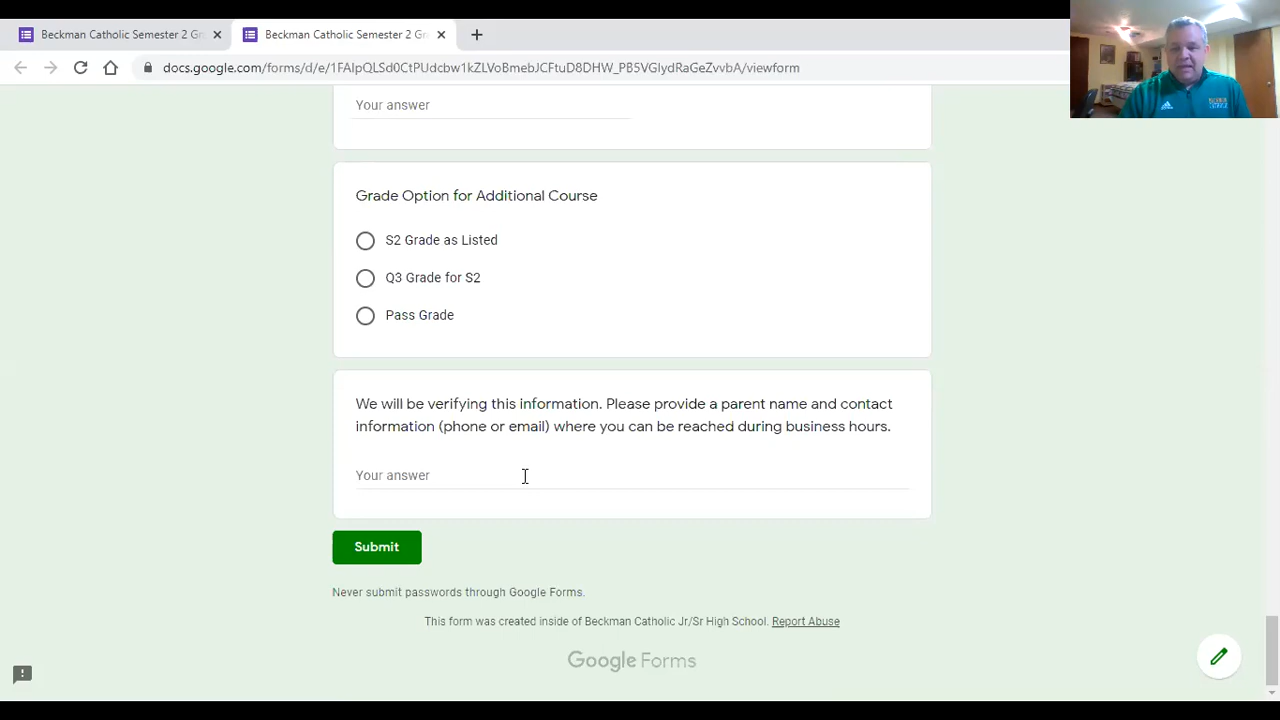 Beckman Catholic Semester 2 Gr
Beckman Catholic Semester 2 Gr
docs.google.com/forms/d/e/1FAIpQLSd0CtPUdcbw1kZLVoBmebJCFtuD8DHW_PB5VGIydRaGeZvvbA/viewform
Your answer
Grade Option for Additional Course
S2 Grade as Listed
Q3 Grade for S2
Pass Grade
We will be verifying this information. Please provide a parent name and contact
information (phone or email) where you can be reached during business hours.
Your answer
Submit
Never submit passwords through Google Forms.
This form was created inside of Beckman Catholic Jr/Sr High School. Report Abuse
Google Forms